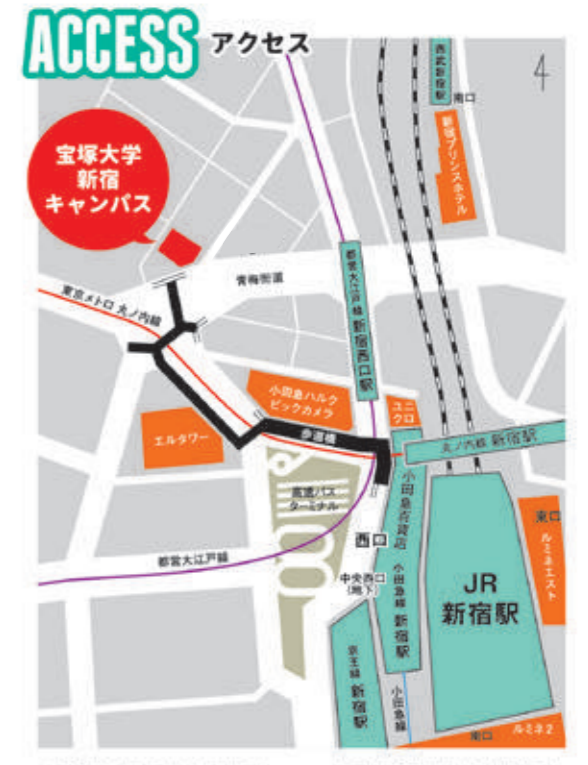 ACCESS アクセス
4
西武新宿駅
南口
新宿プリンスホテル
宝塚大学
新宿
キャンパス
青梅街道
都営大江戸線 新宿西口駅
東京メトロ 丸ノ内線
小田急ハルク
ビックカメラ
ユニ
クロ
エルタワー
歩道橋
丸ノ内線 新宿駅
高速バス
ターミナル
小田急百貨店
西口
東口
ルミネエスト
都営大江戸線
中央西口
(地下)
小田急線 新宿駅
JR
新宿駅
京王線 新宿駅
小田急線
南口
ルミネ2